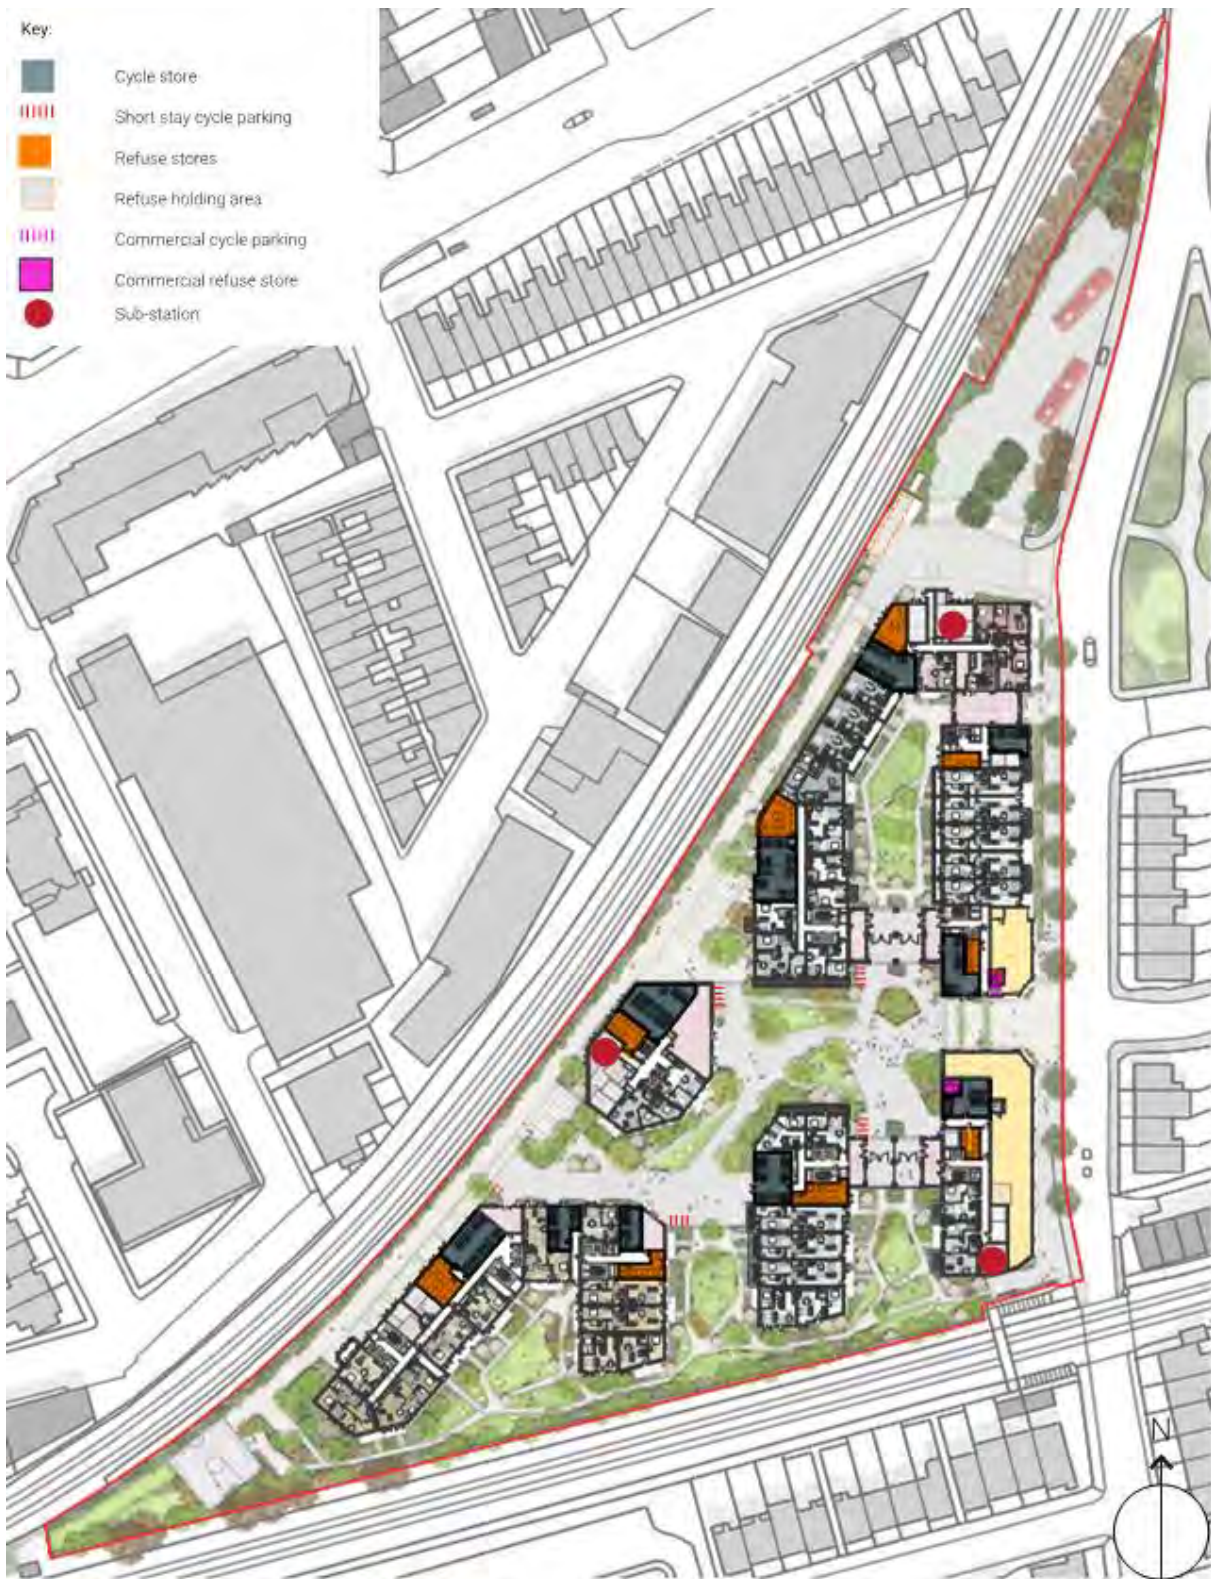 Key:
Cycle store
Short stay cycle parking
Refuse stores
Refuse holding area
Commercial cycle parking
Commercial refuse store
Sub-station
N